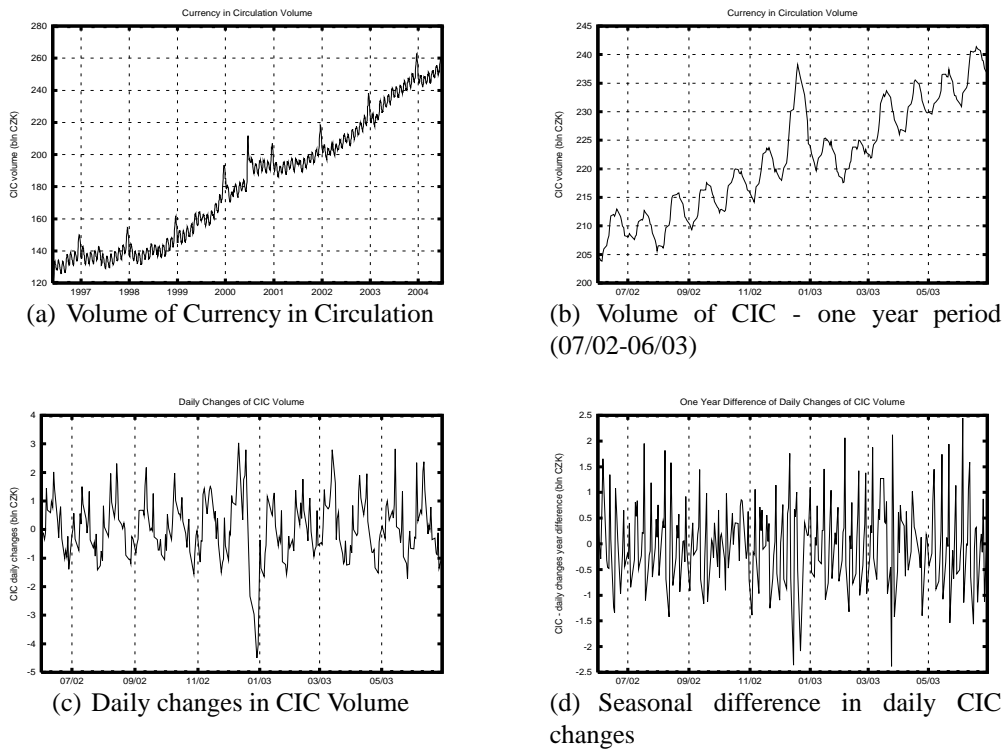 Currency in Circulation Volume
CIC volume (bln CZK)
280
260
240
220
200
180
160
140
120
1997 1998 1999 2000 2001 2002 2003 2004
(a) Volume of Currency in Circulation
Currency in Circulation Volume
CIC volume (bln CZK)
245
240
235
230
225
220
215
210
205
200
07/02 09/02 11/02 01/03 03/03 05/03
(b) Volume of CIC - one year period
(07/02-06/03)
Daily Changes of CIC Volume
CIC daily changes (bln CZK)
4
3
2
1
0
-1
-2
-3
-4
-5
07/02 09/02 11/02 01/03 03/03 05/03
(c) Daily changes in CIC Volume
One Year Difference of Daily Changes of CIC Volume
CIC - daily changes year difference (bln CZK)
2.5
2
1.5
1
0.5
0
-0.5
-1
-1.5
-2
-2.5
07/02 09/02 11/02 01/03 03/03 05/03
(d) Seasonal difference in daily CIC
changes